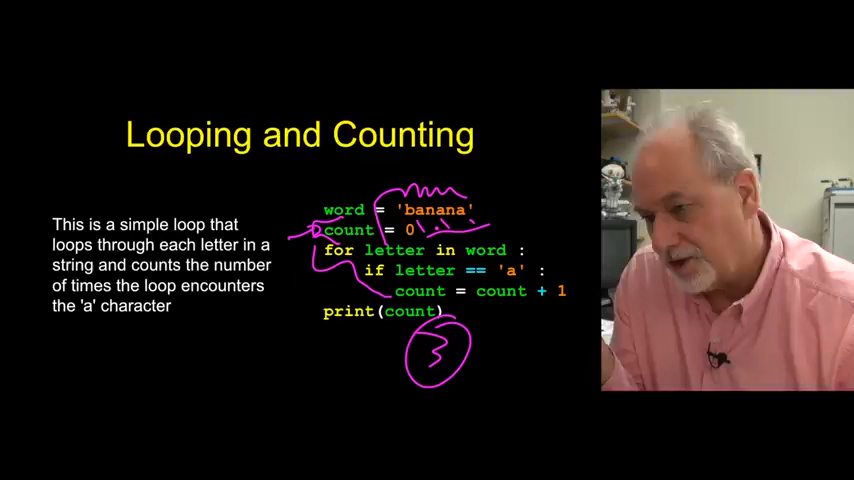 Looping and Counting
This is a simple loop that
loops through each letter in a
string and counts the number
of times the loop encounters
the 'a' character
word = 'banana'
count = 0
for letter in word :
    if letter == 'a' :
        count = count + 1
print(count)
3